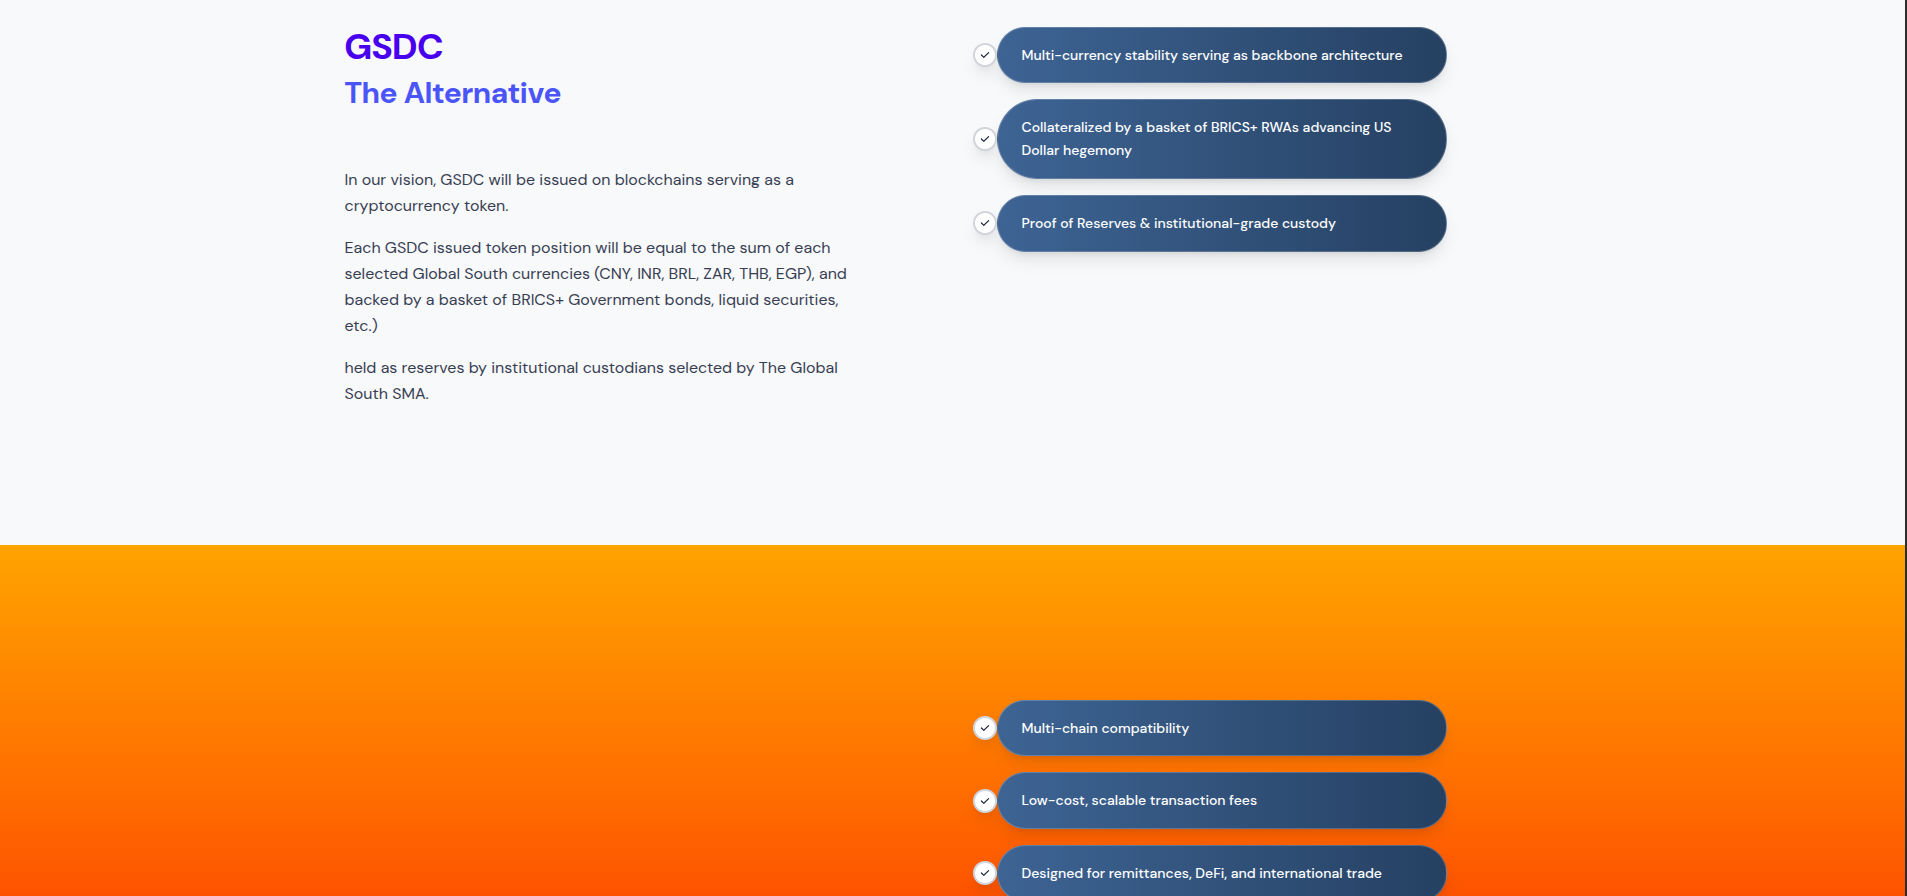 GSDC
The Alternative
In our vision, GSDC will be issued on blockchains serving as a
cryptocurrency token.
Each GSDC issued token position will be equal to the sum of each
selected Global South currencies (CNY, INR, BRL, ZAR, THB, EGP), and
backed by a basket of BRICS+ Government bonds, liquid securities,
etc.)
held as reserves by institutional custodians selected by The Global
South SMA.
Multi-currency stability serving as backbone architecture
Collateralized by a basket of BRICS+ RWAs advancing US
Dollar hegemony
Proof of Reserves & institutional-grade custody
Multi-chain compatibility
Low-cost, scalable transaction fees
Designed for remittances, DeFi, and international trade